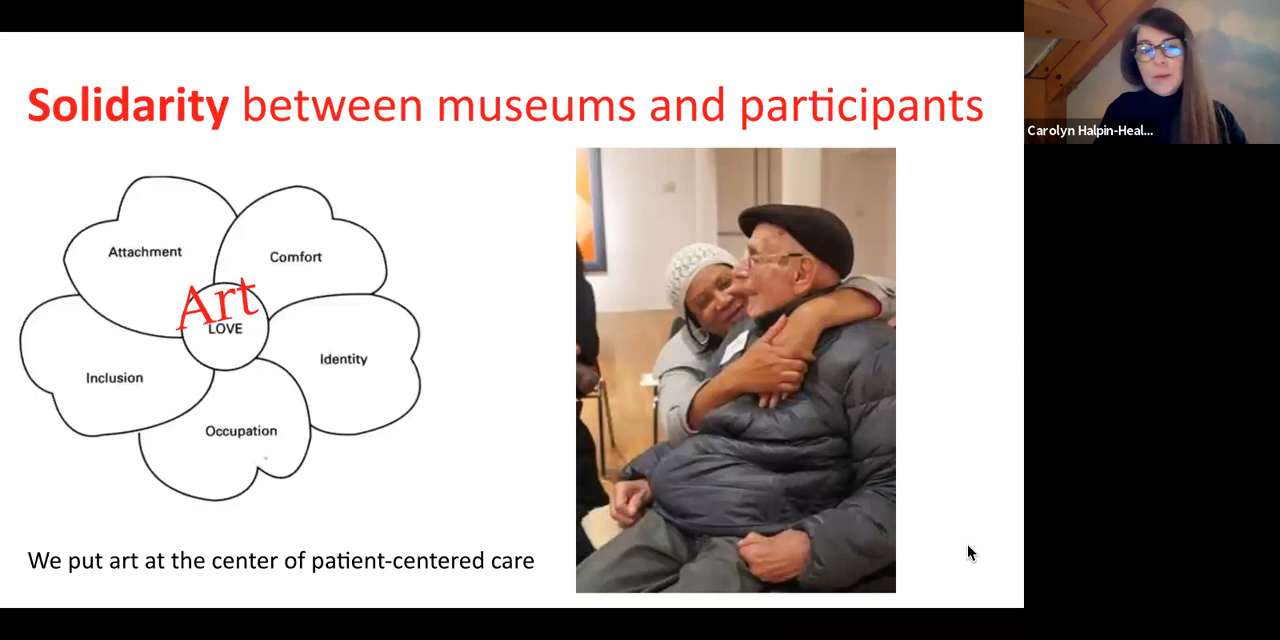 Solidarity between museums and participants
Carolyn Halpin-Heal...
Attachment
Comfort
Art
LOVE
Identity
Inclusion
Occupation
We put art at the center of patient-centered care